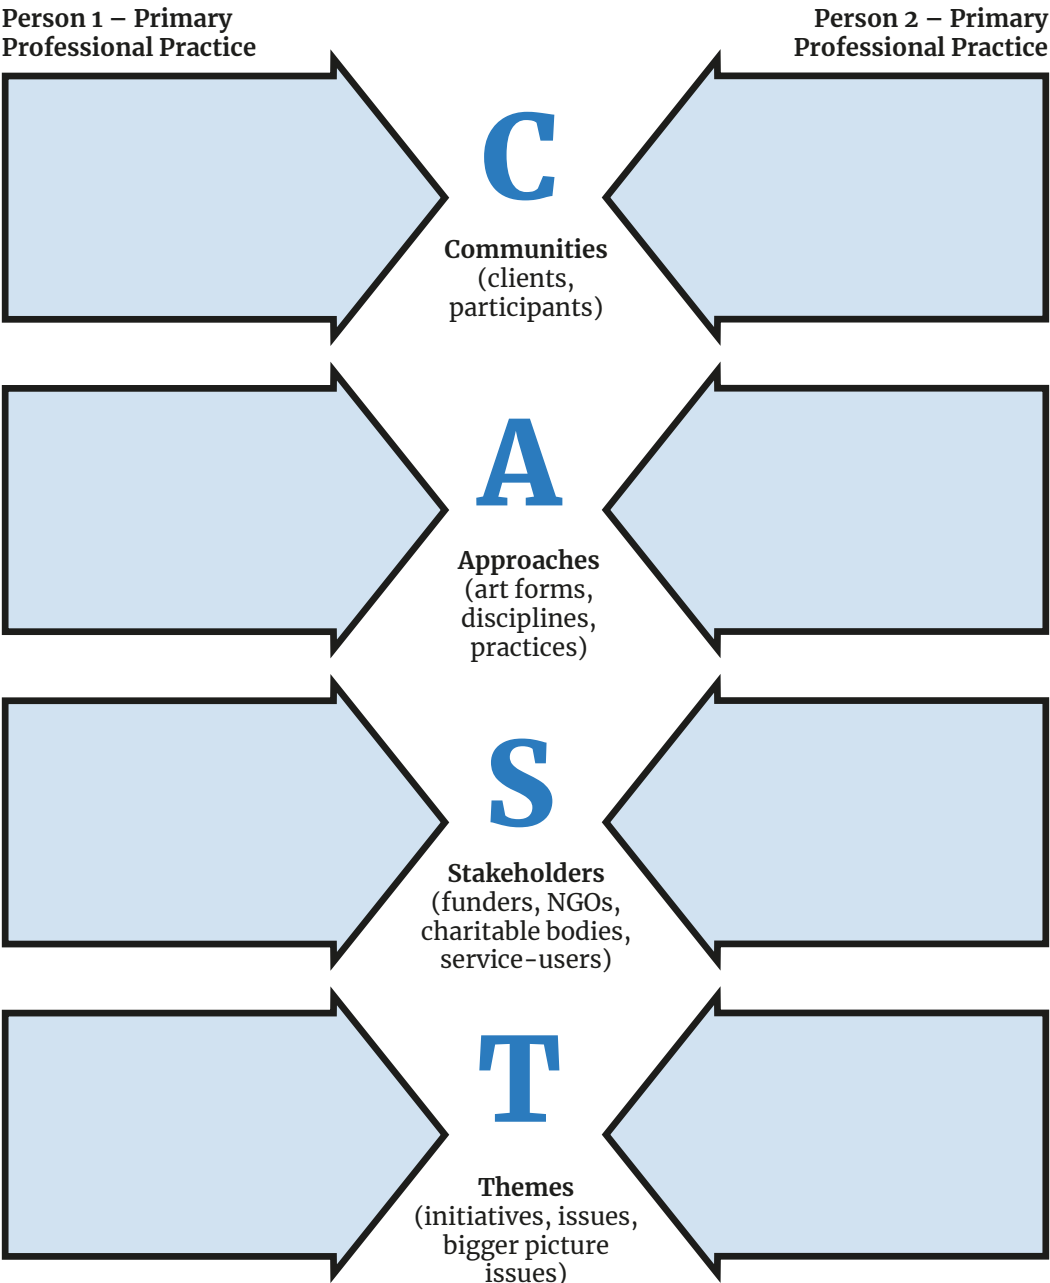 Person 1 – Primary
Professional Practice
Person 2 – Primary
Professional Practice
C
Communities
(clients,
participants)
A
Approaches
(art forms,
disciplines,
practices)
S
Stakeholders
(funders, NGOs,
charitable bodies,
service-users)
T
Themes
(initiatives, issues,
bigger picture
issues)